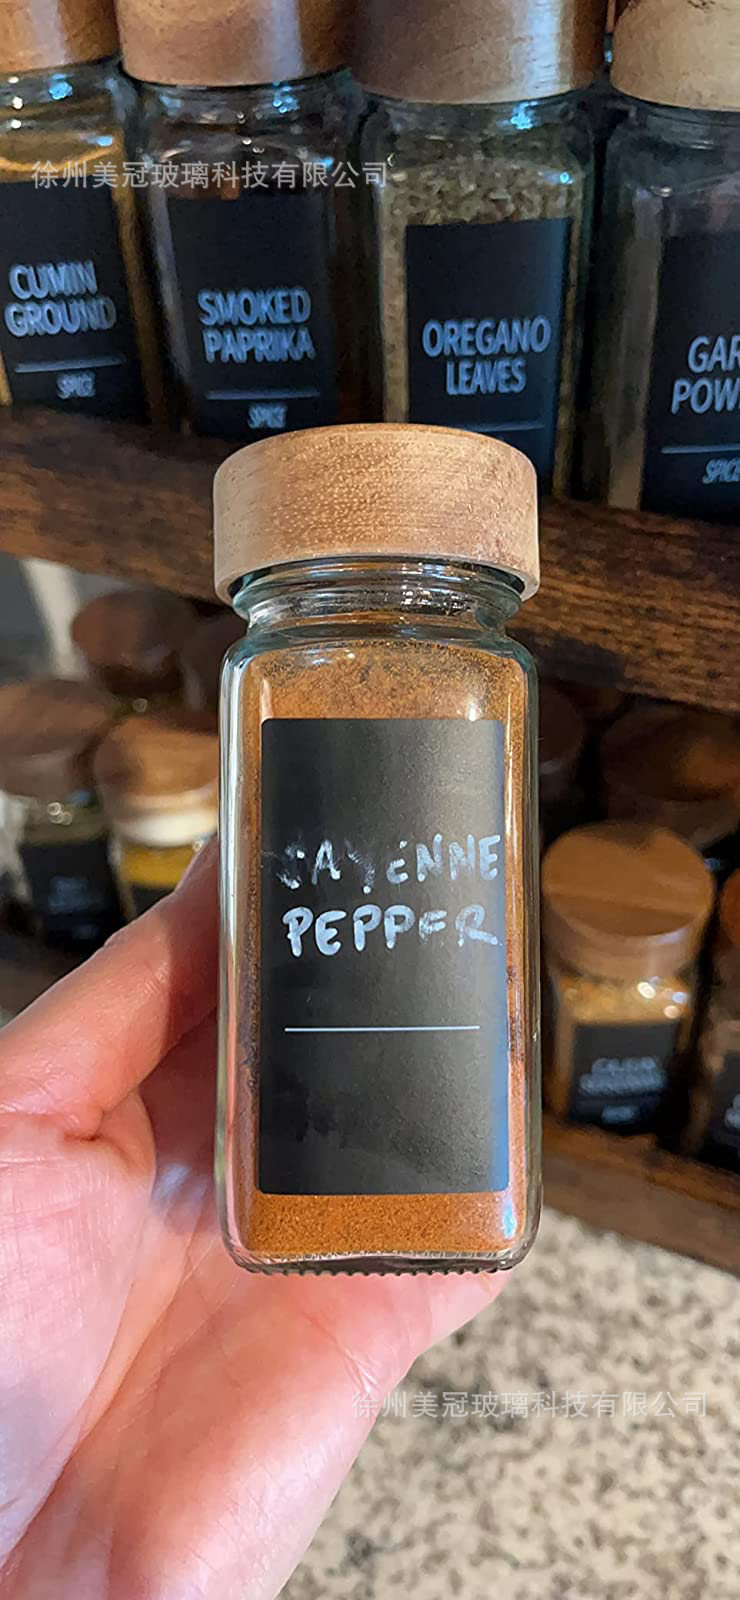 徐州美冠玻璃科技有限公司
CUMIN
GROUND
SPICE
SMOKED
PAPRIKA
SPICE
OREGANO
LEAVES
GAR
POW
SPICE
CAYENNE
PEPPER
徐州美冠玻璃科技有限公司